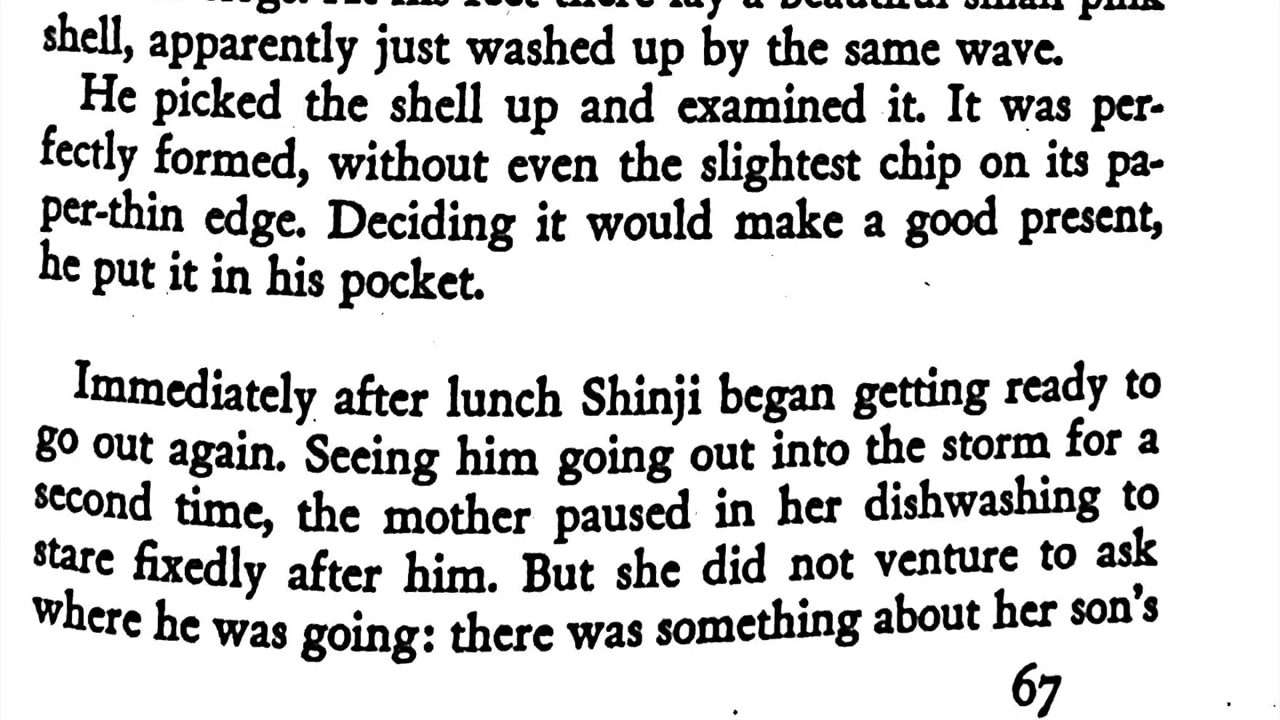 lay a beautiful small pink
shell, apparently just washed up by the same wave.
He picked the shell up and examined it. It was per-
fectly formed, without even the slightest chip on its pa-
per-thin edge. Deciding it would make a good present,
he put it in his pocket.
Immediately after lunch Shinji began getting ready to
go out again. Seeing him going out into the storm for a
second time, the mother paused in her dishwashing to
stare fixedly after him. But she did not venture to ask
where he was going: there was something about her son's
67